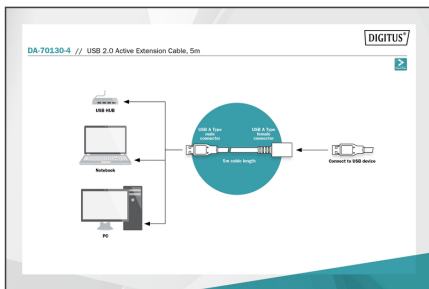 DIGITUS®
DA-70130-4 // USB 2.0 Active Extension Cable, 5m
USB HUB
USB A Type
male
connector
USB A Type
female
connector
Notebook
5m cable length
Connect to USB device
PC